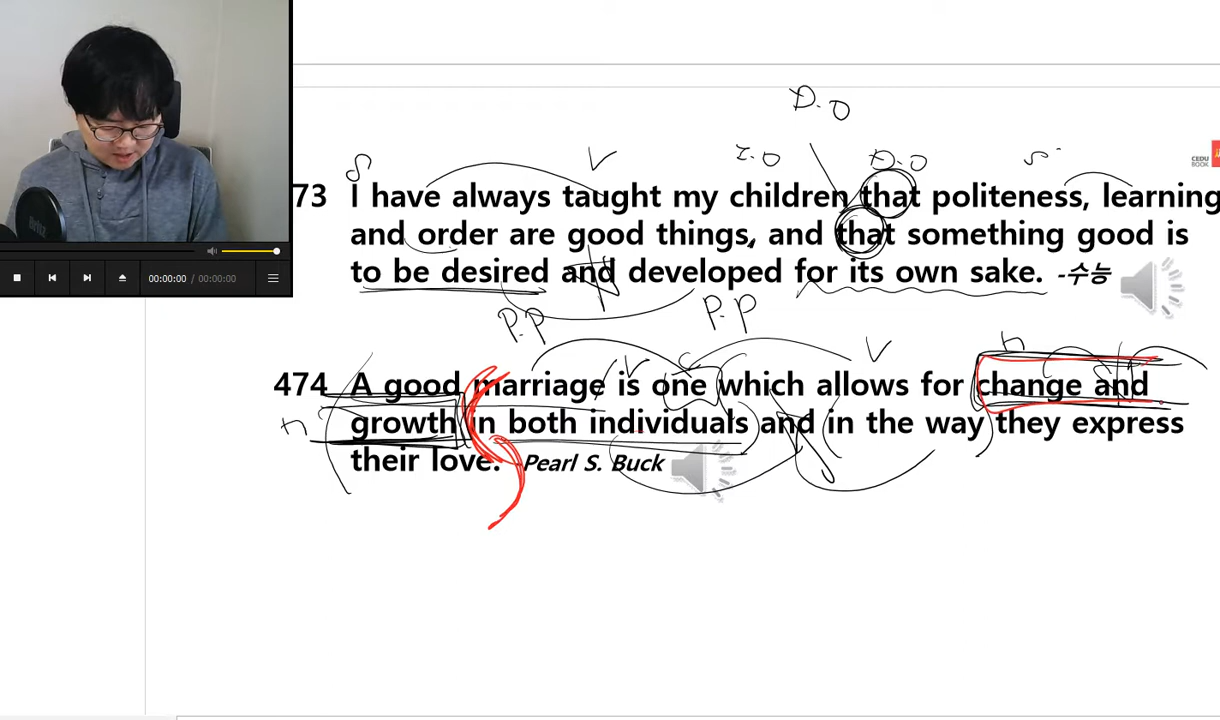 D.O
S V I.O D.O S
CEDU
BOOK
73 I have always taught my children that politeness, learning
and order are good things, and that something good is
to be desired and developed for its own sake. -수능
P.P P.P
00:00:00 / 00:00:00
V C V n
474 A good marriage is one which allows for change and
n growth in both individuals and in the way they express
their love. - Pearl S. Buck